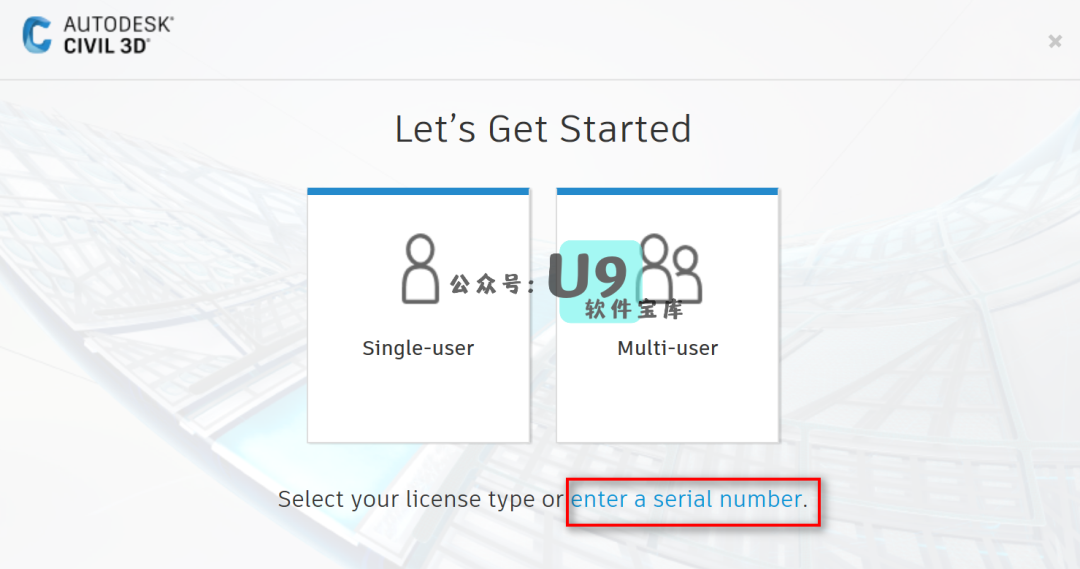 AUTODESK®
CIVIL 3D®
Let's Get Started
公众号: U9
软件宝库
Single-user
Multi-user
Select your license type or enter a serial number.